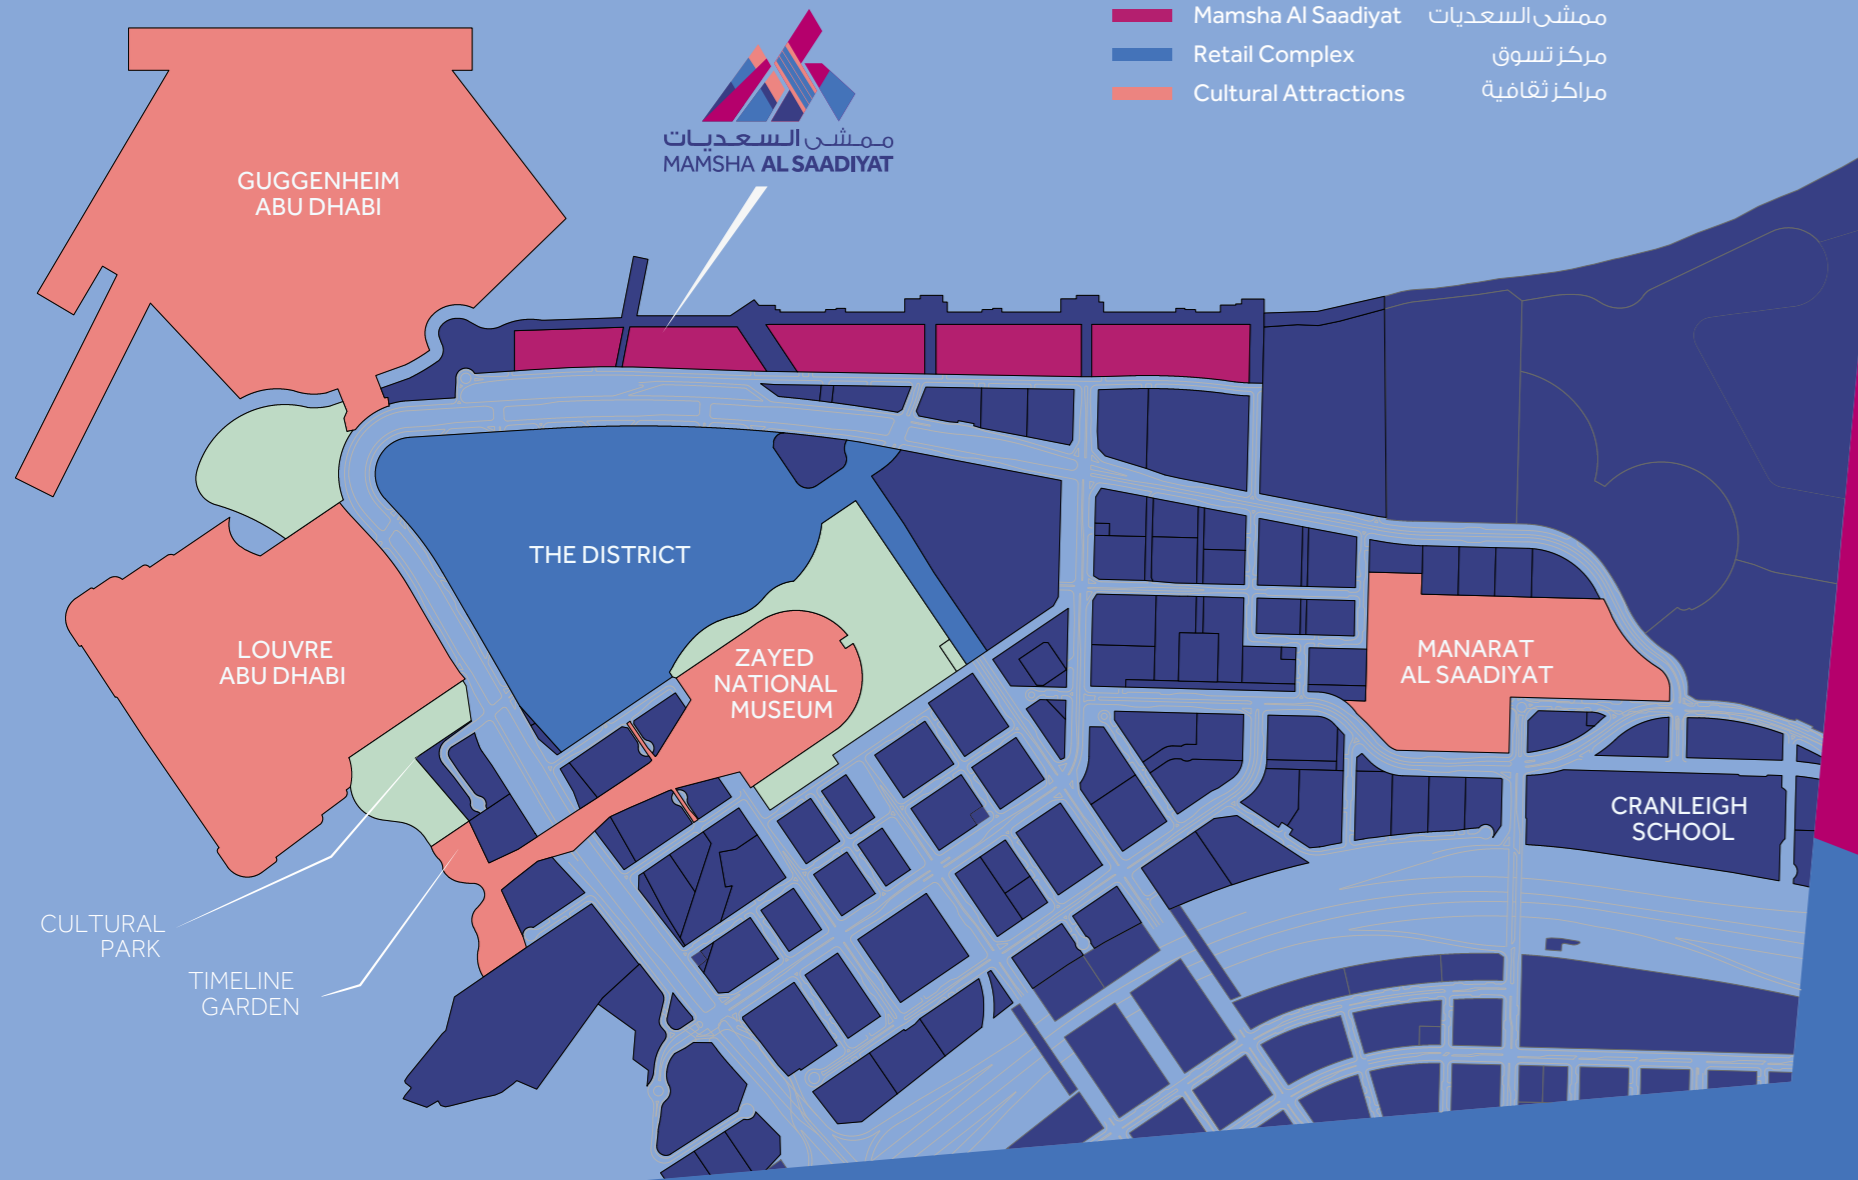 Mamsha Al Saadiyat ممشى السعديات
Retail Complex مركز تسوق
Cultural Attractions مراكز ثقافية
ممشى السعديات
MAMSHA AL SAADIYAT
GUGGENHEIM
ABU DHABI
THE DISTRICT
LOUVRE
ABU DHABI
ZAYED
NATIONAL
MUSEUM
MANARAT
AL SAADIYAT
CRANLEIGH
SCHOOL
CULTURAL
PARK
TIMELINE
GARDEN